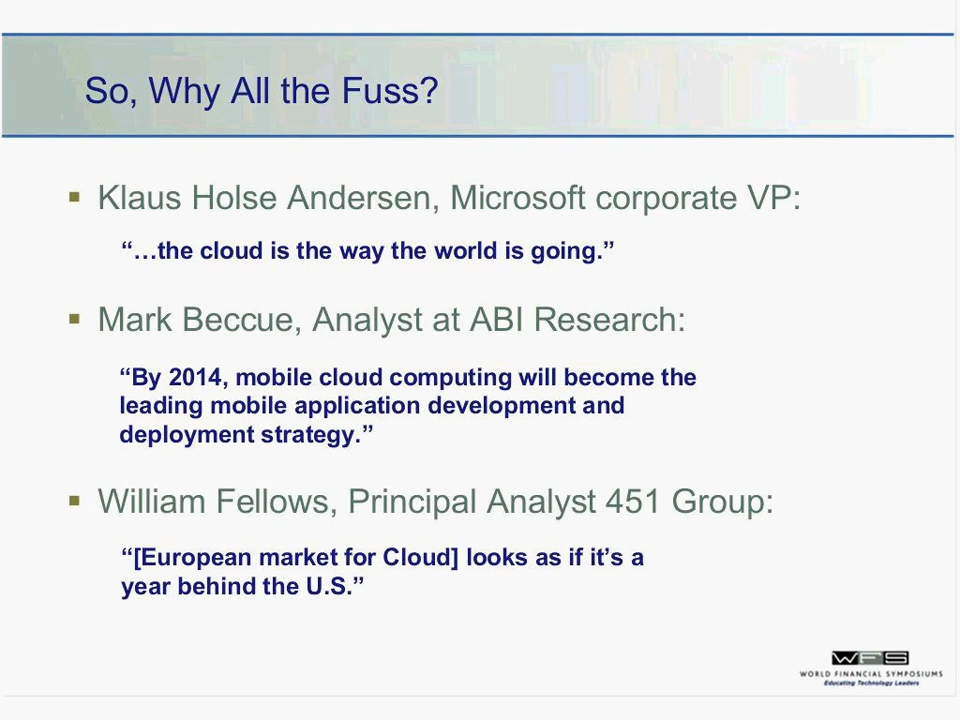 So, Why All the Fuss?
▪ Klaus Holse Andersen, Microsoft corporate VP:
“…the cloud is the way the world is going.”
▪ Mark Beccue, Analyst at ABI Research:
“By 2014, mobile cloud computing will become the
leading mobile application development and
deployment strategy.”
▪ William Fellows, Principal Analyst 451 Group:
“[European market for Cloud] looks as if it’s a
year behind the U.S.”
WFS
WORLD FINANCIAL SYMPOSIUMS
Educating Technology Leaders